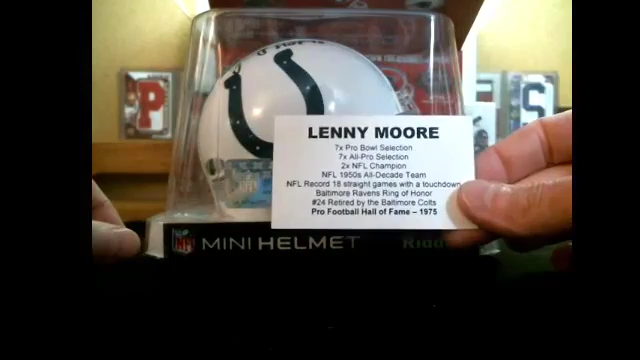 P
S
LENNY MOORE
7x Pro Bowl Selection
7x All-Pro Selection
2x NFL Champion
NFL 1950s All-Decade Team
NFL Record 18 straight games with a touchdown
Baltimore Ravens Ring of Honor
#24 Retired by the Baltimore Colts
Pro Football Hall of Fame – 1975
NFL MINI HELMET Ridd